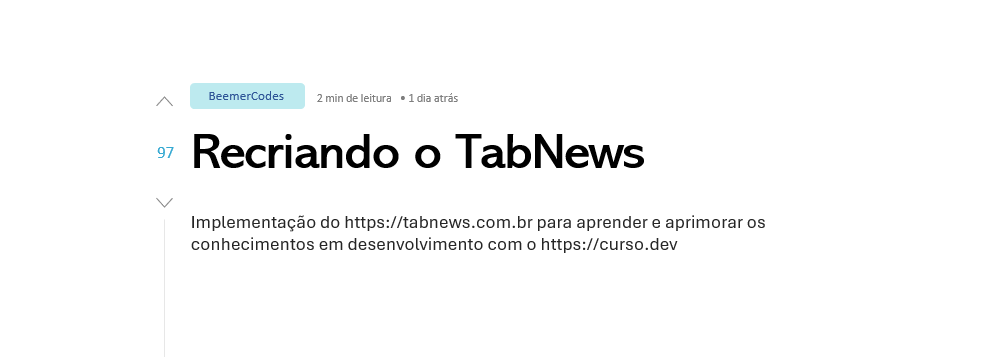 BeemerCodes 2 min de leitura • 1 dia atrás
97 Recriando o TabNews
Implementação do https://tabnews.com.br para aprender e aprimorar os
conhecimentos em desenvolvimento com o https://curso.dev